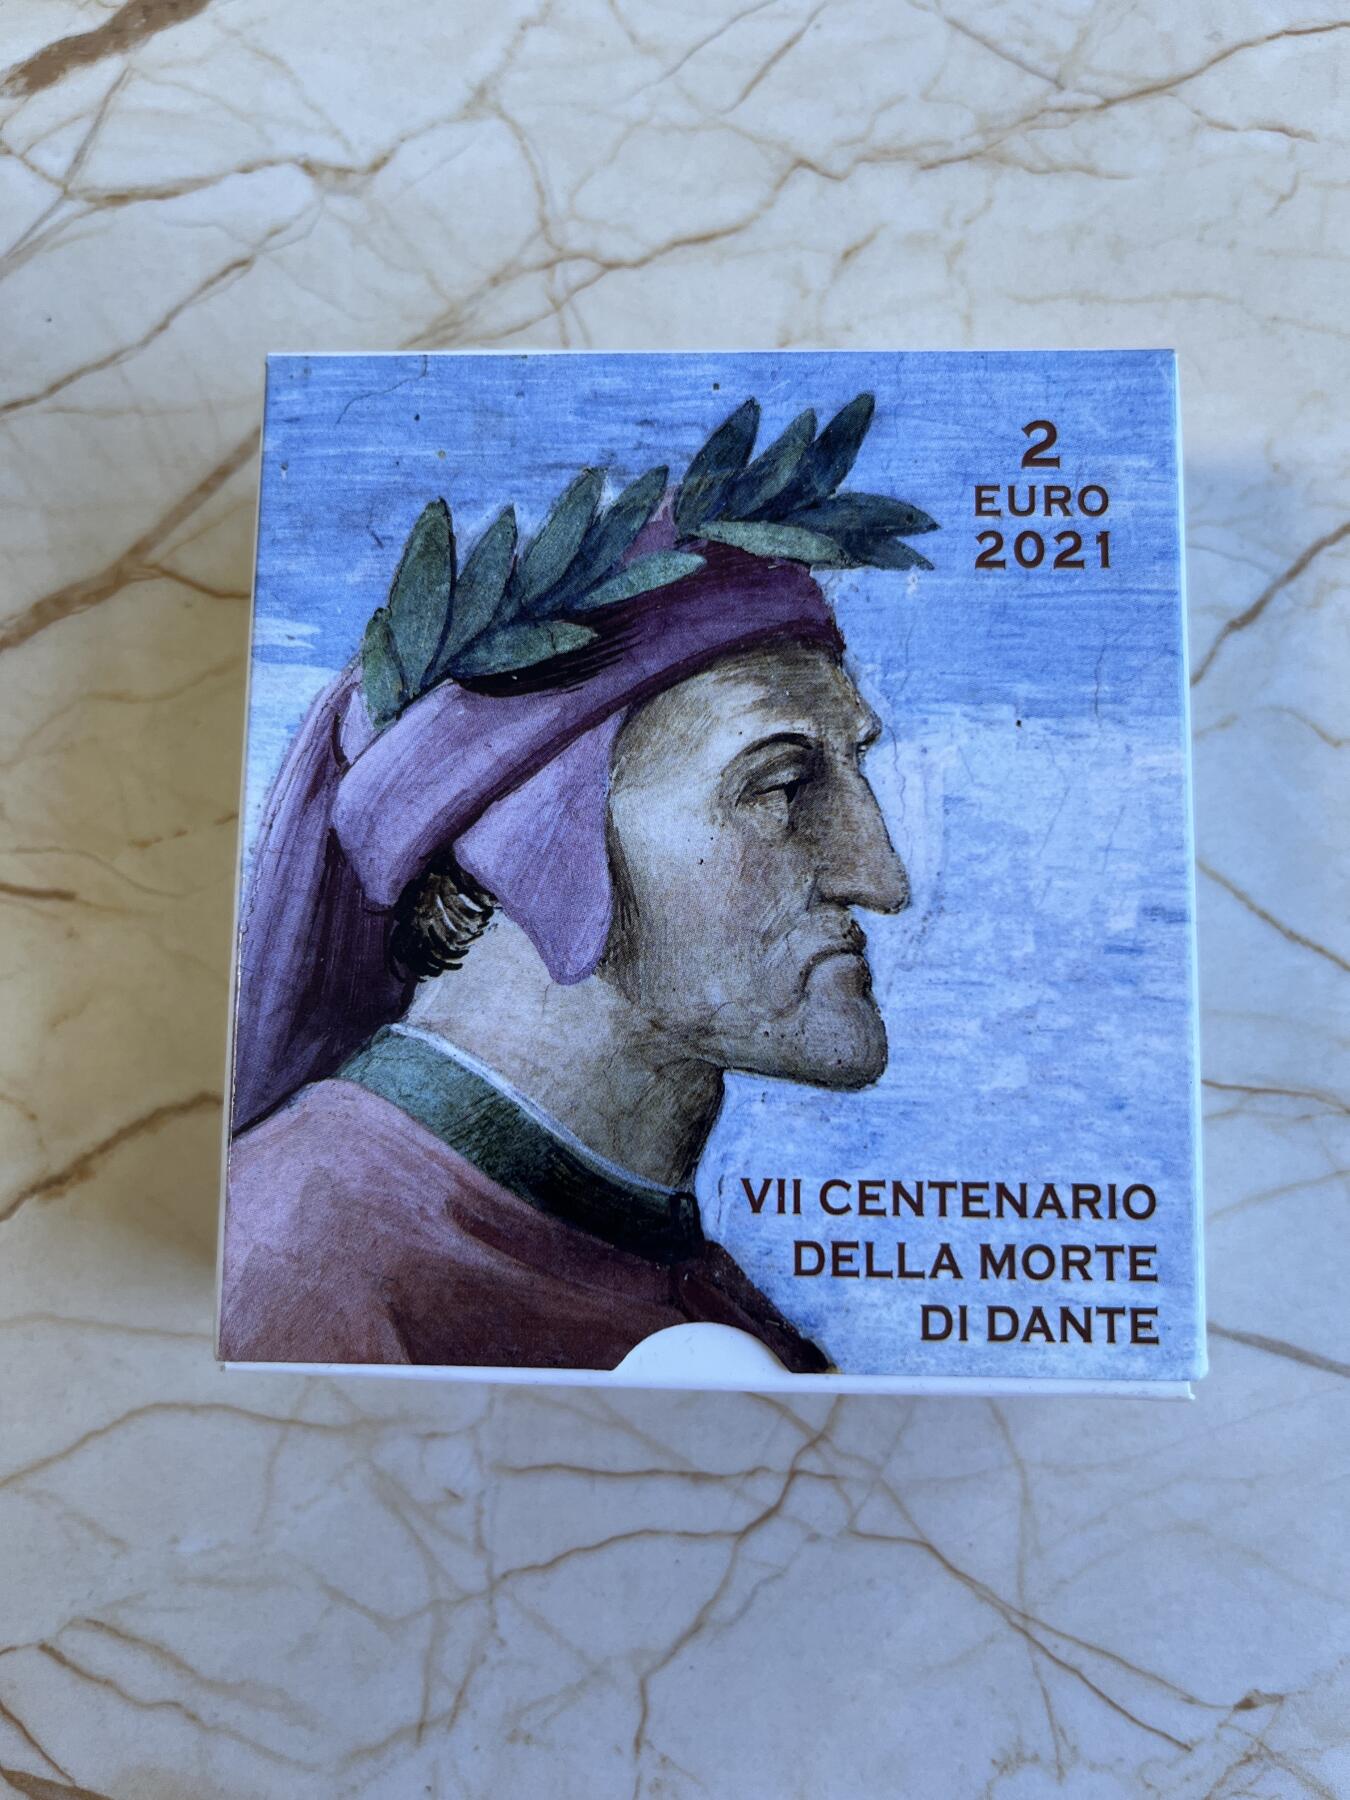 2
EURO
2021
VII CENTENARIO
DELLA MORTE
DI DANTE